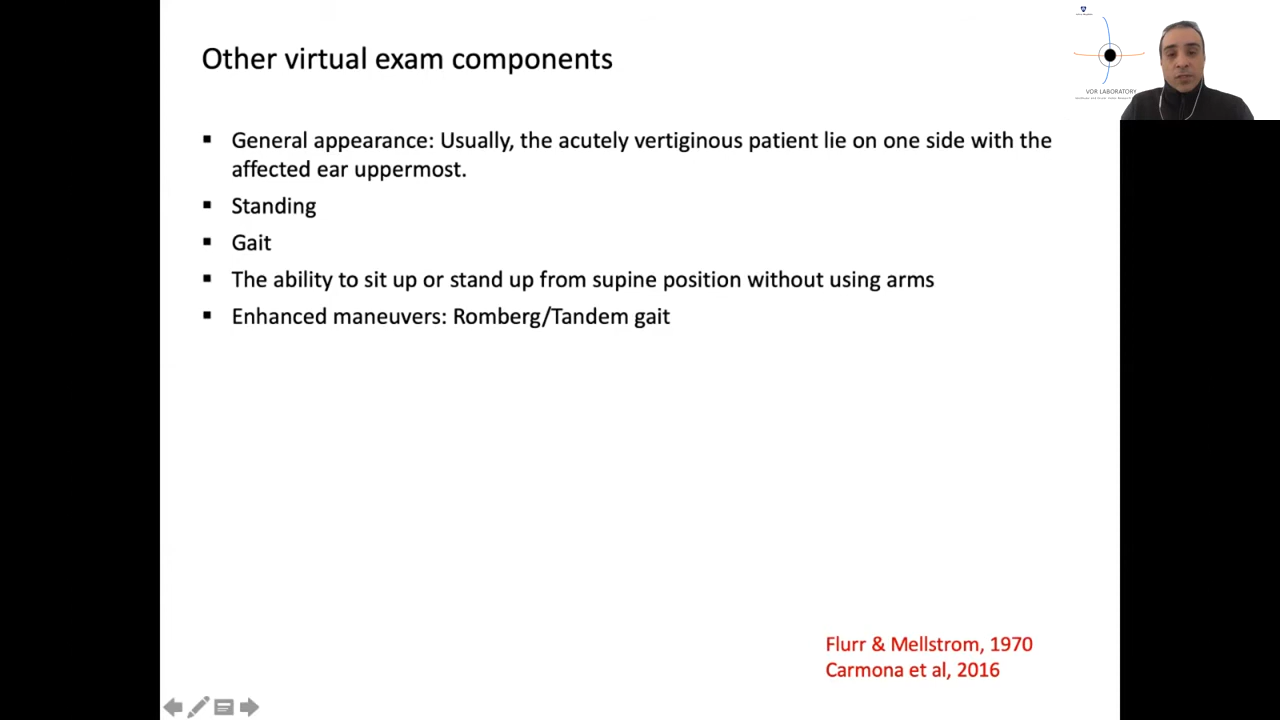 Other virtual exam components
VOR LABORATORY
▪ General appearance: Usually, the acutely vertiginous patient lie on one side with the
affected ear uppermost.
▪ Standing
▪ Gait
▪ The ability to sit up or stand up from supine position without using arms
▪ Enhanced maneuvers: Romberg/Tandem gait
Flurr & Mellstrom, 1970
Carmona et al, 2016